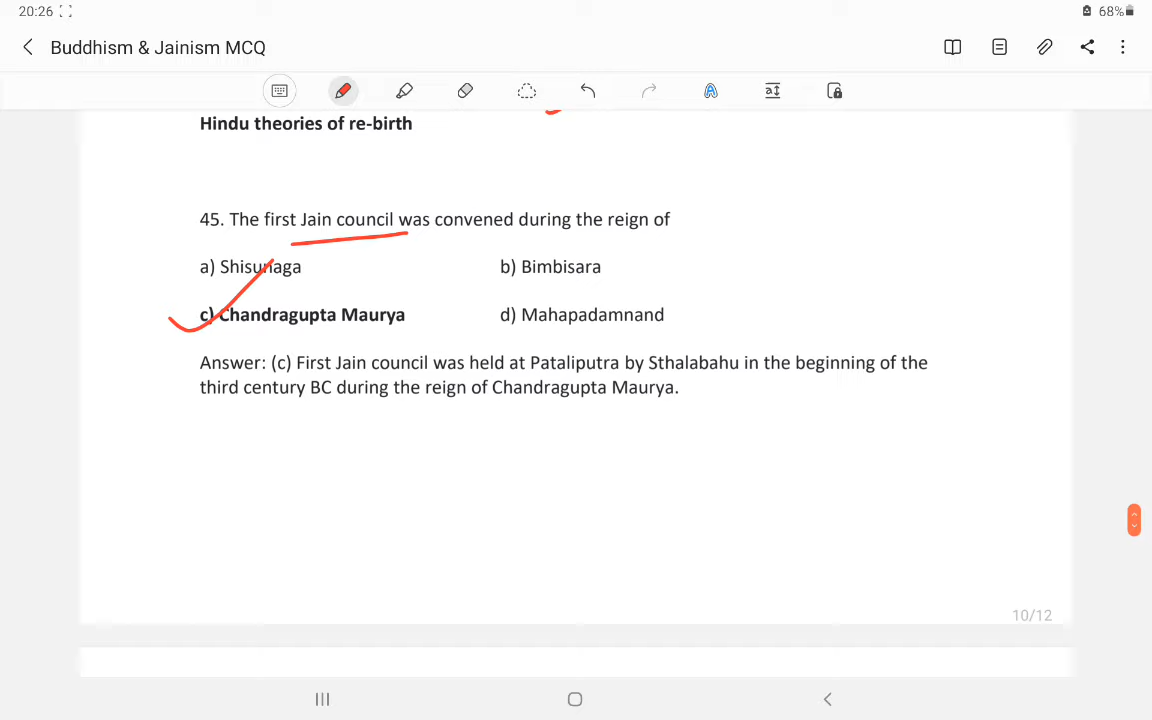 20:26 68%
Buddhism & Jainism MCQ
Hindu theories of re-birth
45. The first Jain council was convened during the reign of
a) Shisunaga b) Bimbisara
c) Chandragupta Maurya d) Mahapadamnand
Answer: (c) First Jain council was held at Pataliputra by Sthalabahu in the beginning of the
third century BC during the reign of Chandragupta Maurya.
10/12